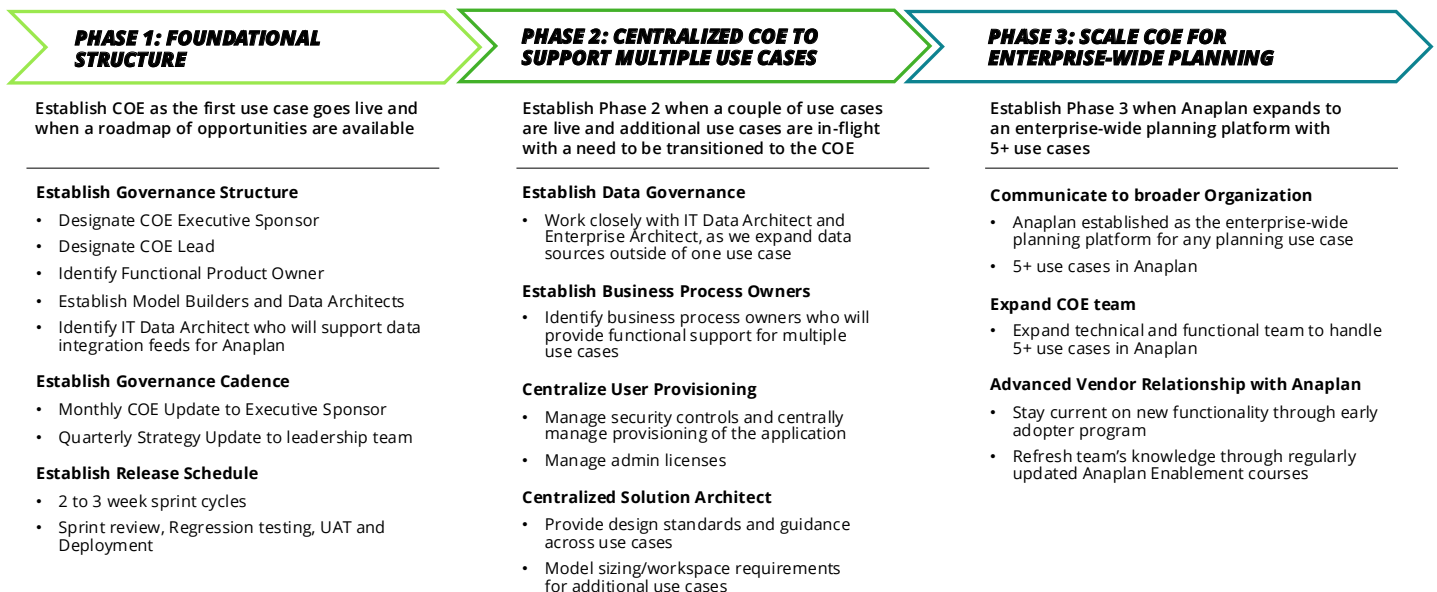 PHASE 1: FOUNDATIONAL
STRUCTURE
Establish COE as the first use case goes live and
when a roadmap of opportunities are available
Establish Governance Structure
• Designate COE Executive Sponsor
• Designate COE Lead
• Identify Functional Product Owner
• Establish Model Builders and Data Architects
• Identify IT Data Architect who will support data
integration feeds for Anaplan
Establish Governance Cadence
• Monthly COE Update to Executive Sponsor
• Quarterly Strategy Update to leadership team
Establish Release Schedule
• 2 to 3 week sprint cycles
• Sprint review, Regression testing, UAT and
Deployment
PHASE 2: CENTRALIZED COE TO
SUPPORT MULTIPLE USE CASES
Establish Phase 2 when a couple of use cases
are live and additional use cases are in-flight
with a need to be transitioned to the COE
Establish Data Governance
• Work closely with IT Data Architect and
Enterprise Architect, as we expand data
sources outside of one use case
Establish Business Process Owners
• Identify business process owners who will
provide functional support for multiple
use cases
Centralize User Provisioning
• Manage security controls and centrally
manage provisioning of the application
• Manage admin licenses
Centralized Solution Architect
• Provide design standards and guidance
across use cases
• Model sizing/workspace requirements
for additional use cases
PHASE 3: SCALE COE FOR
ENTERPRISE-WIDE PLANNING
Establish Phase 3 when Anaplan expands to
an enterprise-wide planning platform with
5+ use cases
Communicate to broader Organization
• Anaplan established as the enterprise-wide
planning platform for any planning use case
• 5+ use cases in Anaplan
Expand COE team
• Expand technical and functional team to handle
5+ use cases in Anaplan
Advanced Vendor Relationship with Anaplan
• Stay current on new functionality through early
adopter program
• Refresh team's knowledge through regularly
updated Anaplan Enablement courses